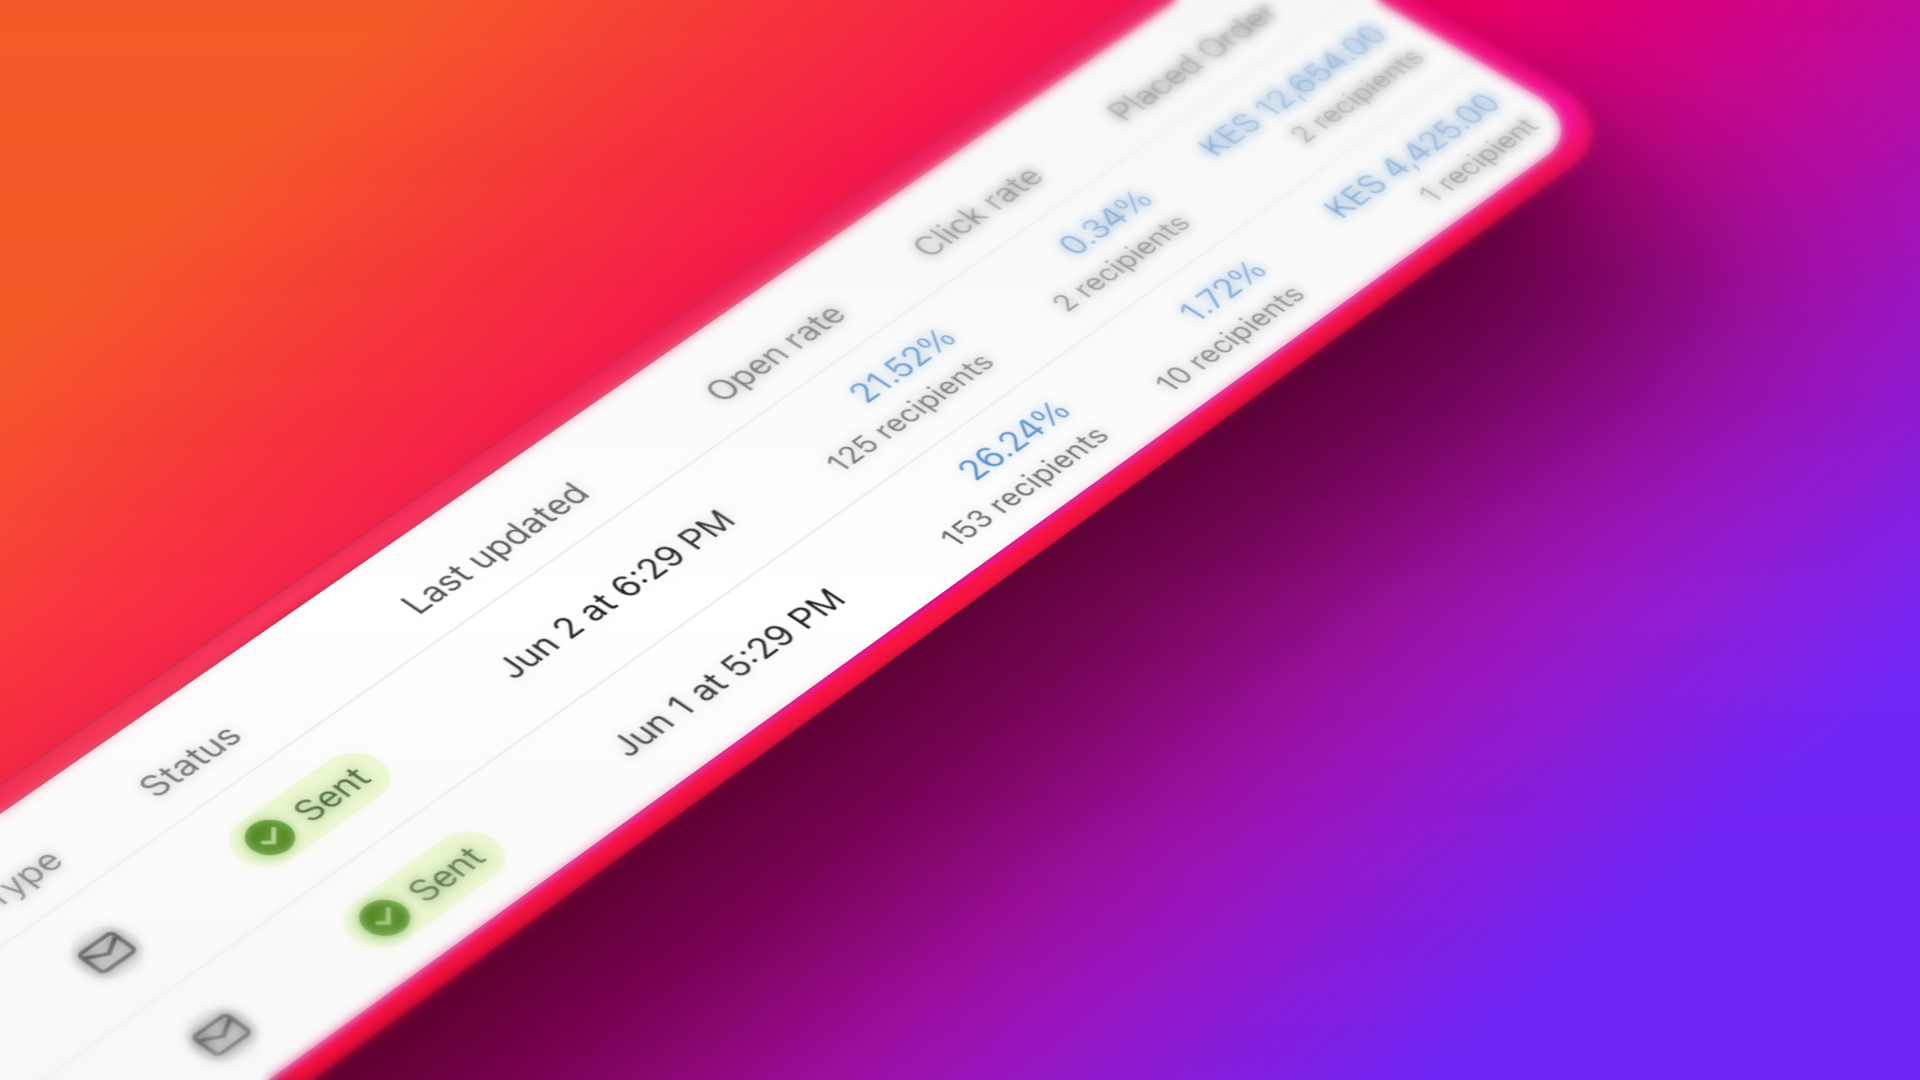 Type
Status
Last updated
Open rate
Click rate
Placed Order
Sent
Jun 2 at 6:29 PM
21.52%
125 recipients
0.34%
2 recipients
KES 12,654.00
2 recipients
Sent
Jun 1 at 5:29 PM
26.24%
153 recipients
1.72%
10 recipients
KES 4,425.00
1 recipient